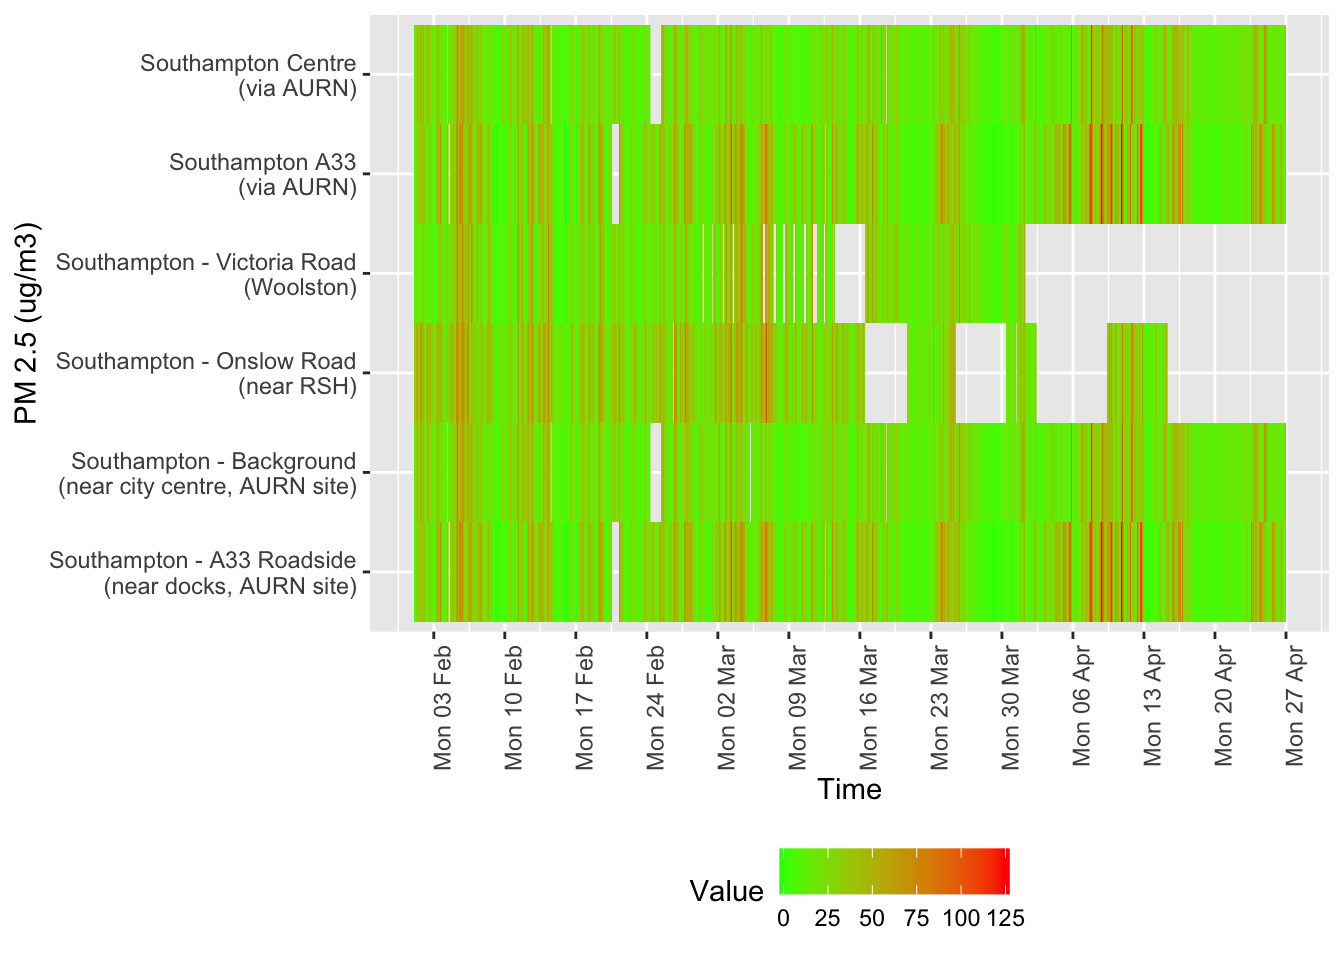 Southampton Centre
(via AURN)
Southampton A33
(via AURN)
Southampton - Victoria Road
(Woolston)
Southampton - Onslow Road
(near RSH)
Southampton - Background
(near city centre, AURN site)
Southampton - A33 Roadside
(near docks, AURN site)
PM 2.5 (ug/m3)
Mon 03 Feb
Mon 10 Feb
Mon 17 Feb
Mon 24 Feb
Mon 02 Mar
Mon 09 Mar
Mon 16 Mar
Mon 23 Mar
Mon 30 Mar
Mon 06 Apr
Mon 13 Apr
Mon 20 Apr
Mon 27 Apr
Time
Value
0 25 50 75 100 125